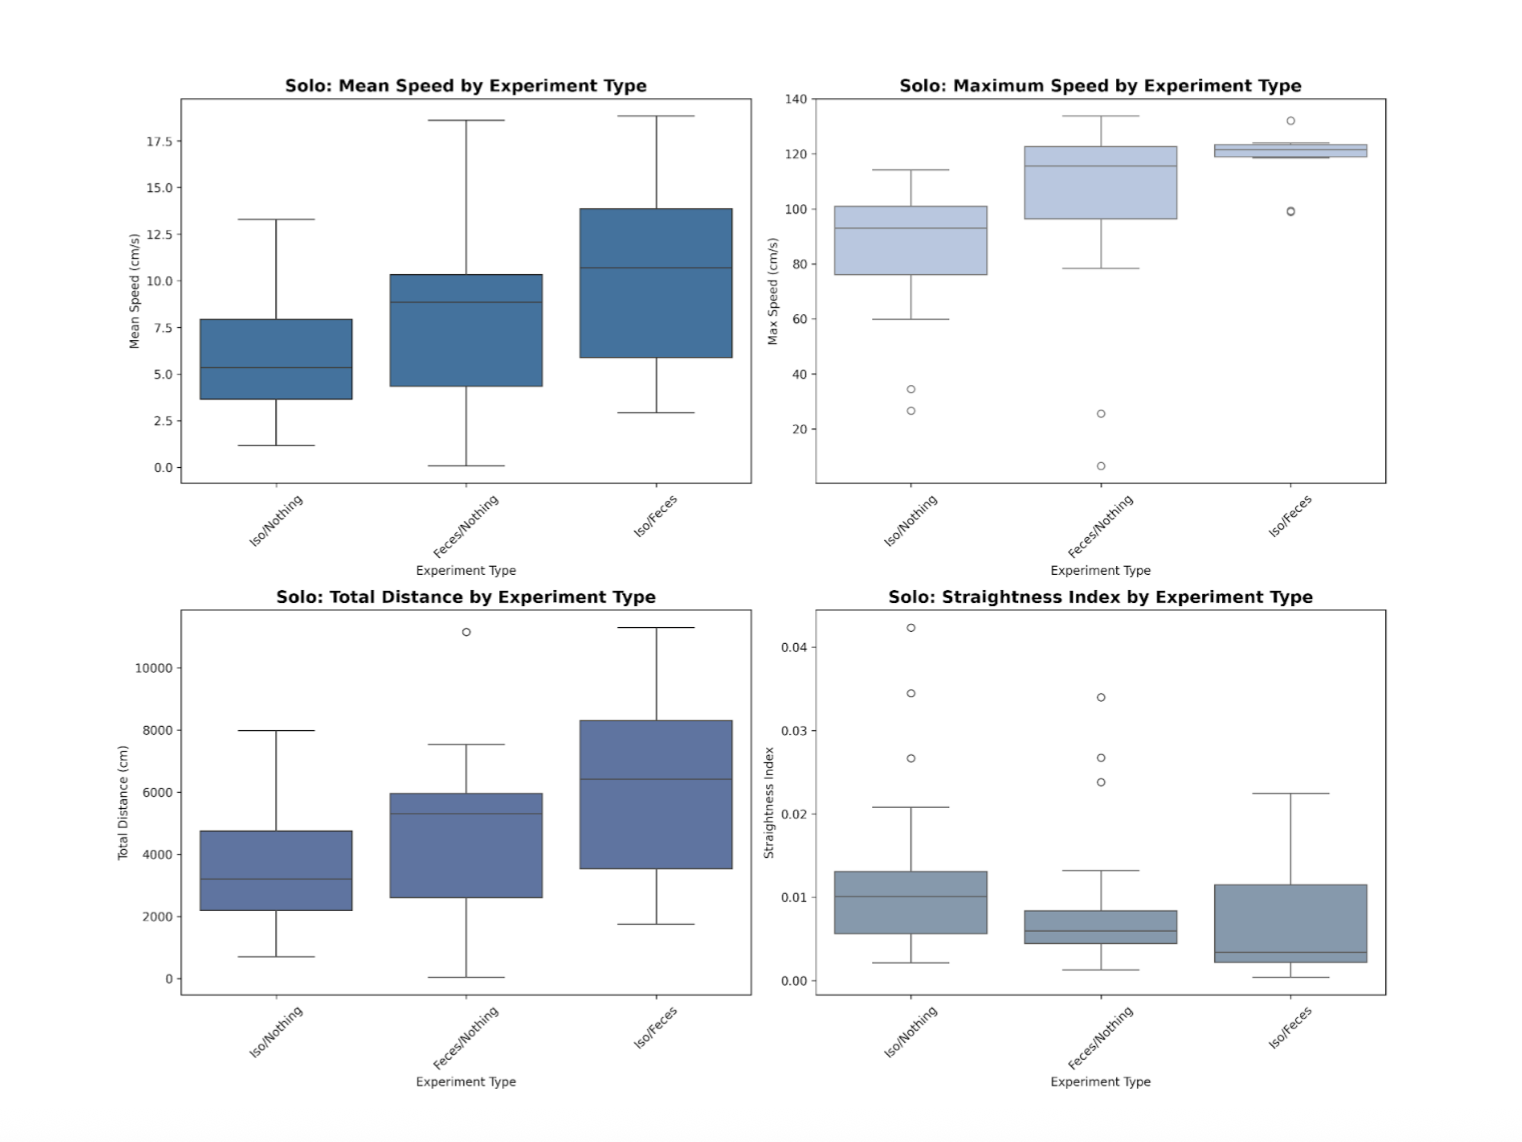 Solo: Mean Speed by Experiment Type
Mean Speed (cm/s)
17.5
15.0
12.5
10.0
7.5
5.0
2.5
0.0
Iso/Nothing
Feces/Nothing
Iso/Feces
Experiment Type
Solo: Maximum Speed by Experiment Type
Max Speed (cm/s)
140
120
100
80
60
40
20
Iso/Nothing
Feces/Nothing
Iso/Feces
Experiment Type
Solo: Total Distance by Experiment Type
Total Distance (cm)
10000
8000
6000
4000
2000
0
Iso/Nothing
Feces/Nothing
Iso/Feces
Experiment Type
Solo: Straightness Index by Experiment Type
Straightness Index
0.04
0.03
0.02
0.01
0.00
Iso/Nothing
Feces/Nothing
Iso/Feces
Experiment Type